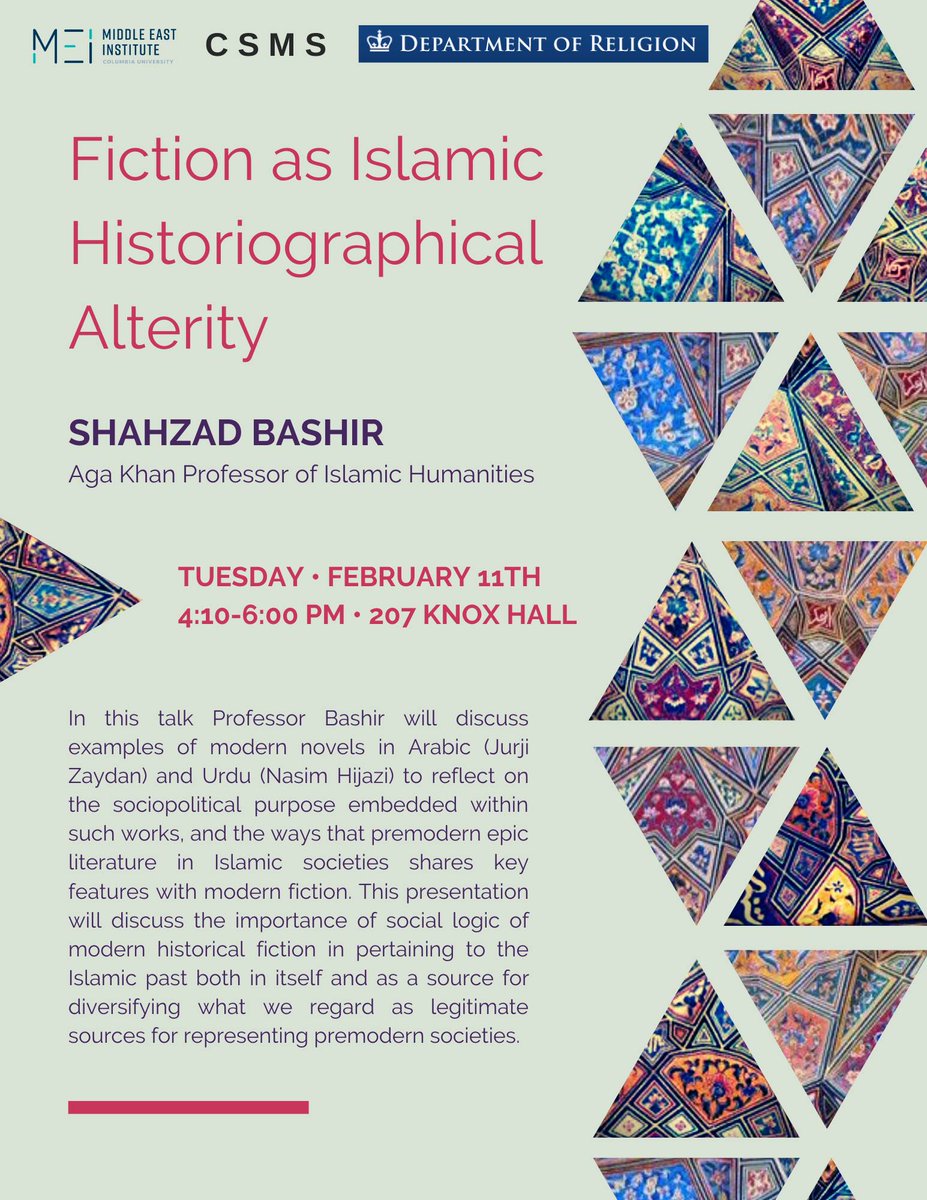 MEI MIDDLE EAST
INSTITUTE
COLUMBIA UNIVERSITY
CSMS
DEPARTMENT OF RELIGION
Fiction as Islamic
Historiographical
Alterity
SHAHZAD BASHIR
Aga Khan Professor of Islamic Humanities
TUESDAY • FEBRUARY 11TH
4:10-6:00 PM • 207 KNOX HALL
In this talk Professor Bashir will discuss
examples of modern novels in Arabic (Jurji
Zaydan) and Urdu (Nasim Hijazi) to reflect on
the sociopolitical purpose embedded within
such works, and the ways that premodern epic
literature in Islamic societies shares key
features with modern fiction. This presentation
will discuss the importance of social logic of
modern historical fiction in pertaining to the
Islamic past both in itself and as a source for
diversifying what we regard as legitimate
sources for representing premodern societies.